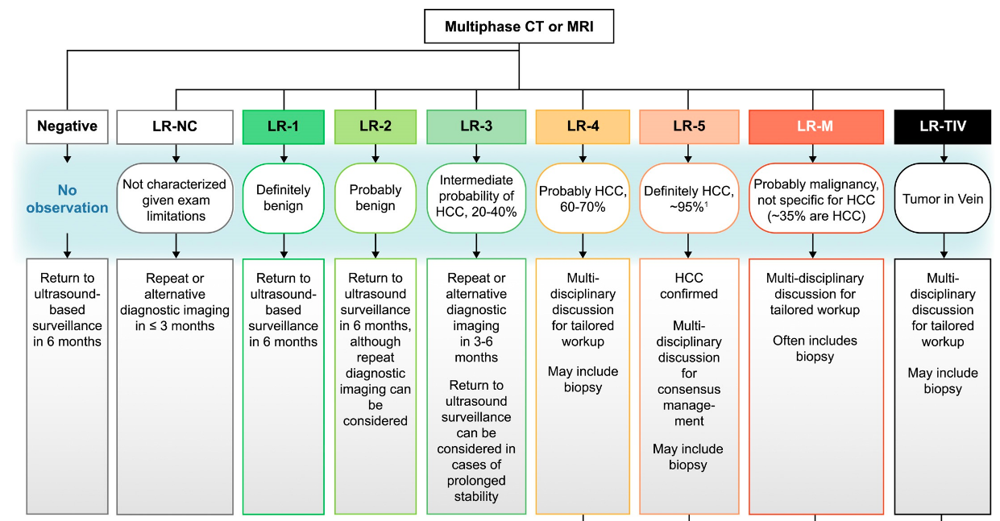 Multiphase CT or MRI
Negative
LR-NC
LR-1
LR-2
LR-3
LR-4
LR-5
LR-M
LR-TIV
No
observation
Not characterized
given exam
limitations
Definitely
benign
Probably
benign
Intermediate
probability of
HCC, 20-40%
Probably HCC,
60-70%
Definitely HCC,
~95%¹
Probably malignancy,
not specific for HCC
(~35% are HCC)
Tumor in Vein
Return to
ultrasound-
based
surveillance
in 6 months
Repeat or
alternative
diagnostic imaging
in ≤ 3 months
Return to
ultrasound-
based
surveillance
in 6 months
Return to
ultrasound
surveillance
in 6 months,
although
repeat
diagnostic
imaging can
be
considered
Repeat or
alternative
diagnostic
imaging
in 3-6
months
Return to
ultrasound
surveillance
can be
considered in
cases of
prolonged
stability
Multi-
disciplinary
discussion
for tailored
workup
May include
biopsy
HCC
confirmed
Multi-
disciplinary
discussion
for
consensus
manage-
ment
May include
biopsy
Multi-disciplinary
discussion for
tailored workup
Often includes
biopsy
Multi-
disciplinary
discussion
for tailored
workup
May include
biopsy